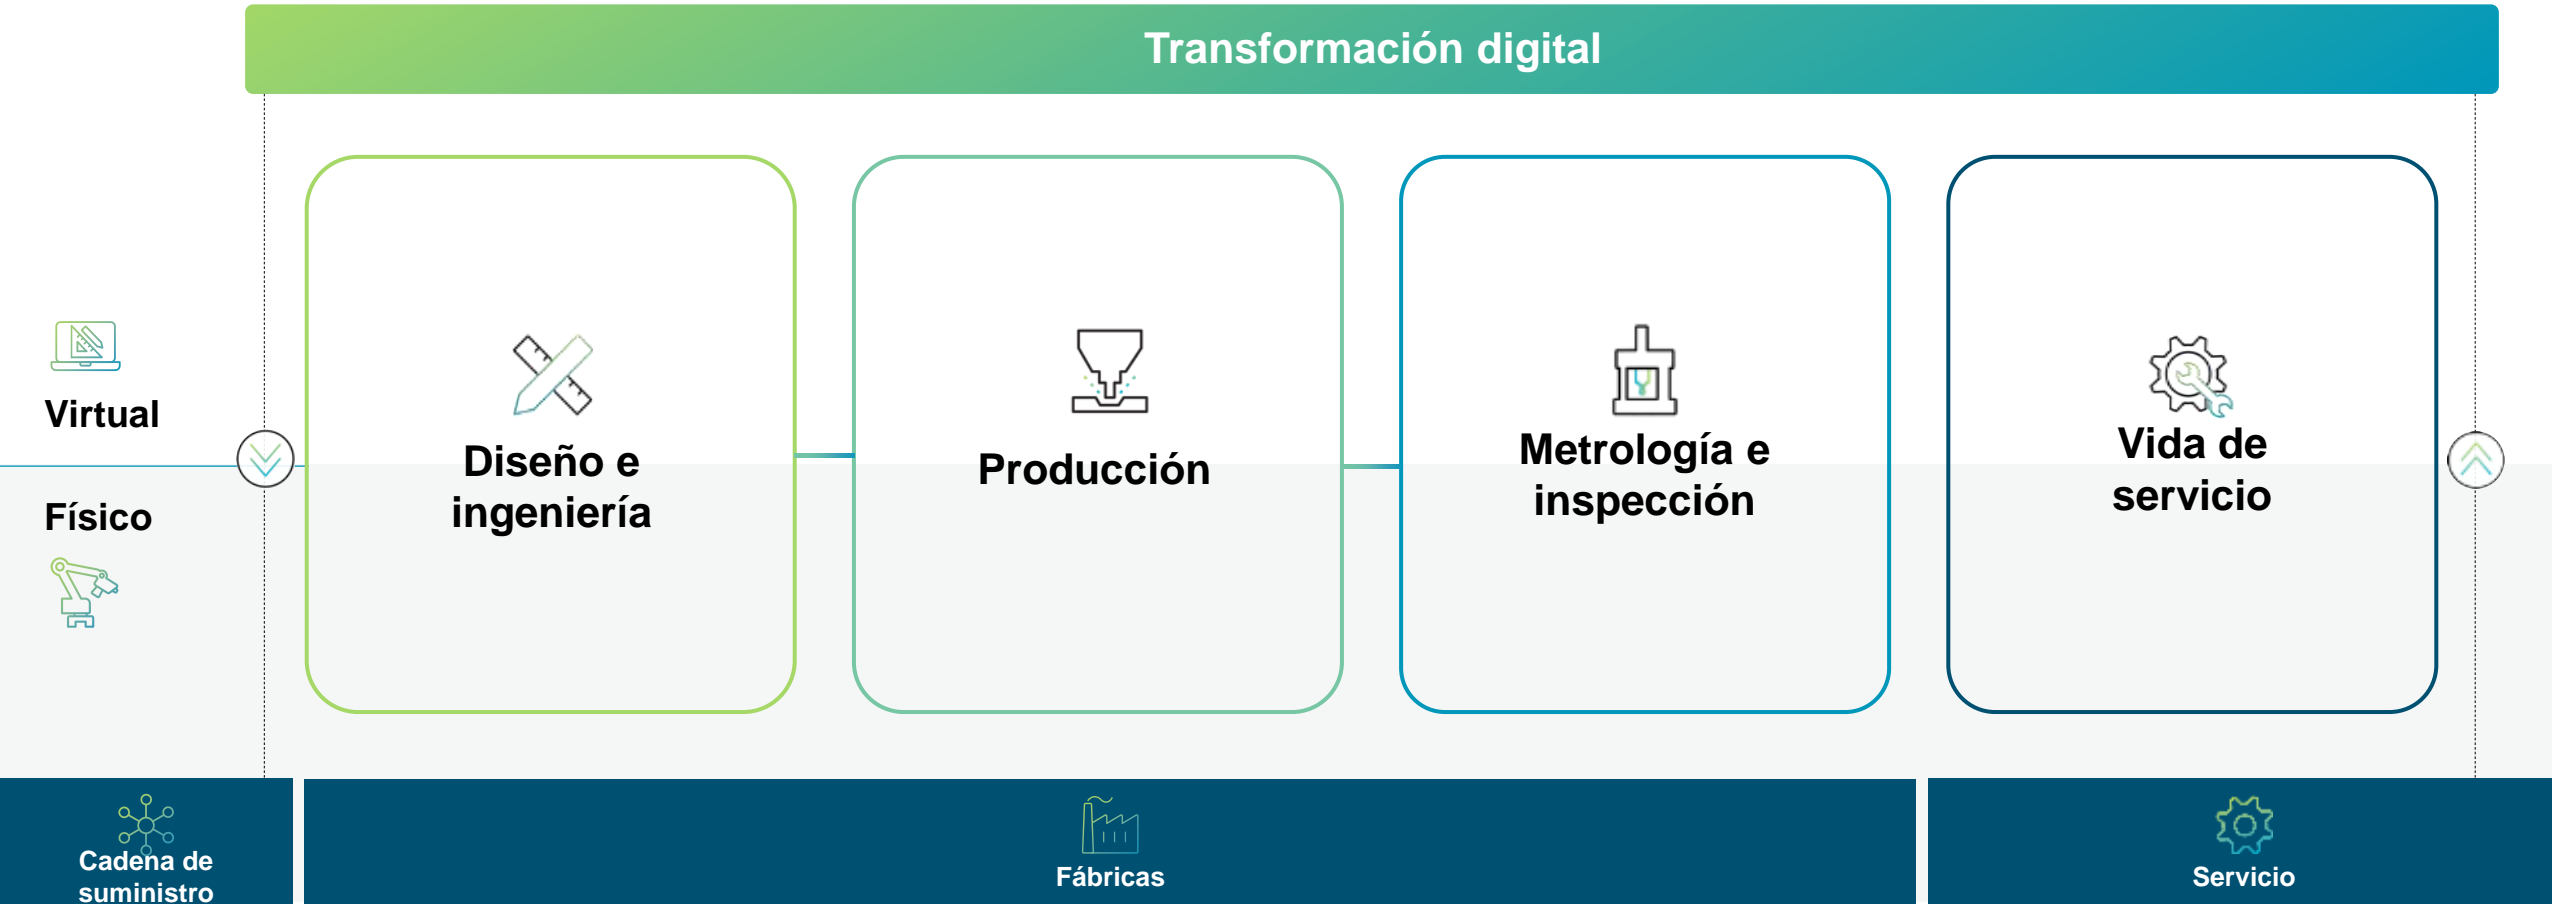 Transformación digital
Virtual
Físico
Diseño e
ingeniería
Producción
Metrología e
inspección
Vida de
servicio
Cadena de
suministro
Fábricas
Servicio